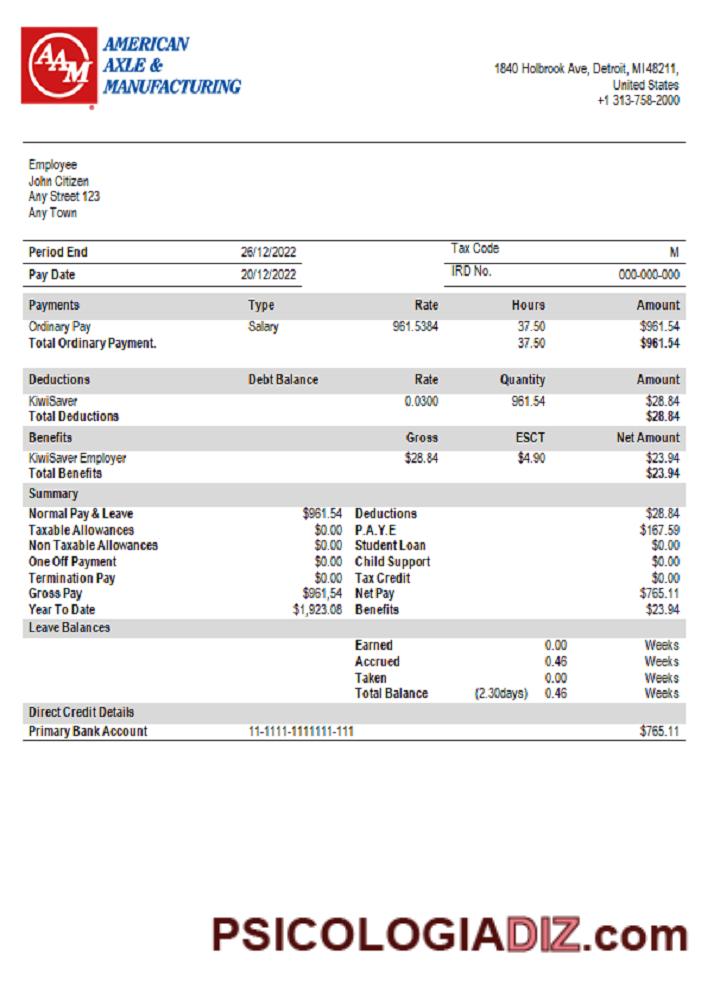 AAM
AMERICAN
AXLE &
MANUFACTURING
1840 Holbrook Ave, Detroit, MI 48211,
United States
+1 313-758-2000
Employee
John Citizen
Any Street 123
Any Town
Period End 26/12/2022 Tax Code M
Pay Date 20/12/2022 IRD No. 000-000-000
Payments Type Rate Hours Amount
Ordinary Pay Salary 961.5384 37.50 $961.54
Total Ordinary Payment. 37.50 $961.54
Deductions Debt Balance Rate Quantity Amount
KiwiSaver 0.0300 961.54 $28.84
Total Deductions $28.84
Benefits Gross ESCT Net Amount
KiwiSaver Employer $28.84 $4.90 $23.94
Total Benefits $23.94
Summary
Normal Pay & Leave $961.54 Deductions $28.84
Taxable Allowances $0.00 P.A.Y.E $167.59
Non Taxable Allowances $0.00 Student Loan $0.00
One Off Payment $0.00 Child Support $0.00
Termination Pay $0.00 Tax Credit $0.00
Gross Pay $961,54 Net Pay $765.11
Year To Date $1,923.08 Benefits $23.94
Leave Balances
Earned 0.00 Weeks
Accrued 0.46 Weeks
Taken 0.00 Weeks
Total Balance (2.30days) 0.46 Weeks
Direct Credit Details
Primary Bank Account 11-1111-1111111-111 $765.11
PSICOLOGIADIZ.com